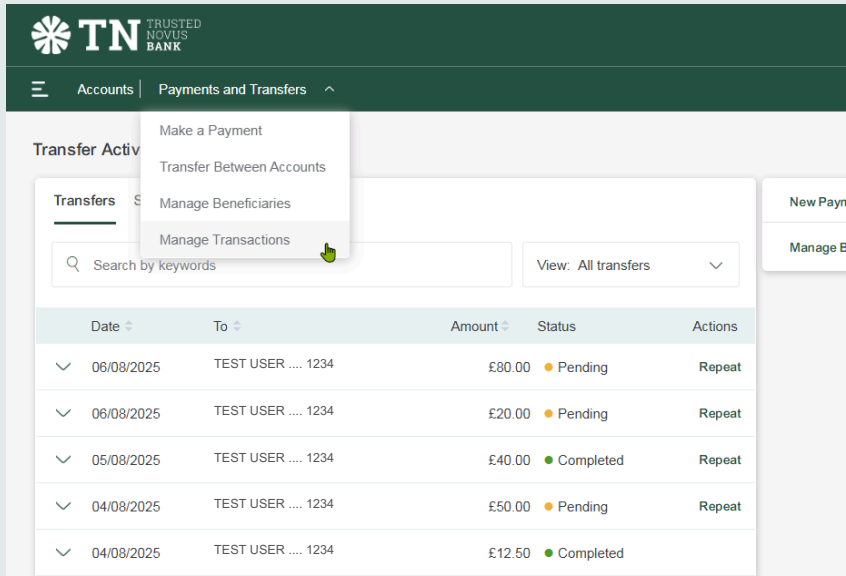 TN TRUSTED
NOVUS
BANK
Accounts Payments and Transfers
Make a Payment
Transfer Between Accounts
Manage Beneficiaries
Manage Transactions
Transfer Activ
Transfers S
Search by keywords
View: All transfers
New Paym
Manage B
Date To Amount Status Actions
06/08/2025 TEST USER .... 1234 £80.00 Pending Repeat
06/08/2025 TEST USER .... 1234 £20.00 Pending Repeat
05/08/2025 TEST USER .... 1234 £40.00 Completed Repeat
04/08/2025 TEST USER .... 1234 £50.00 Pending Repeat
04/08/2025 TEST USER .... 1234 £12.50 Completed